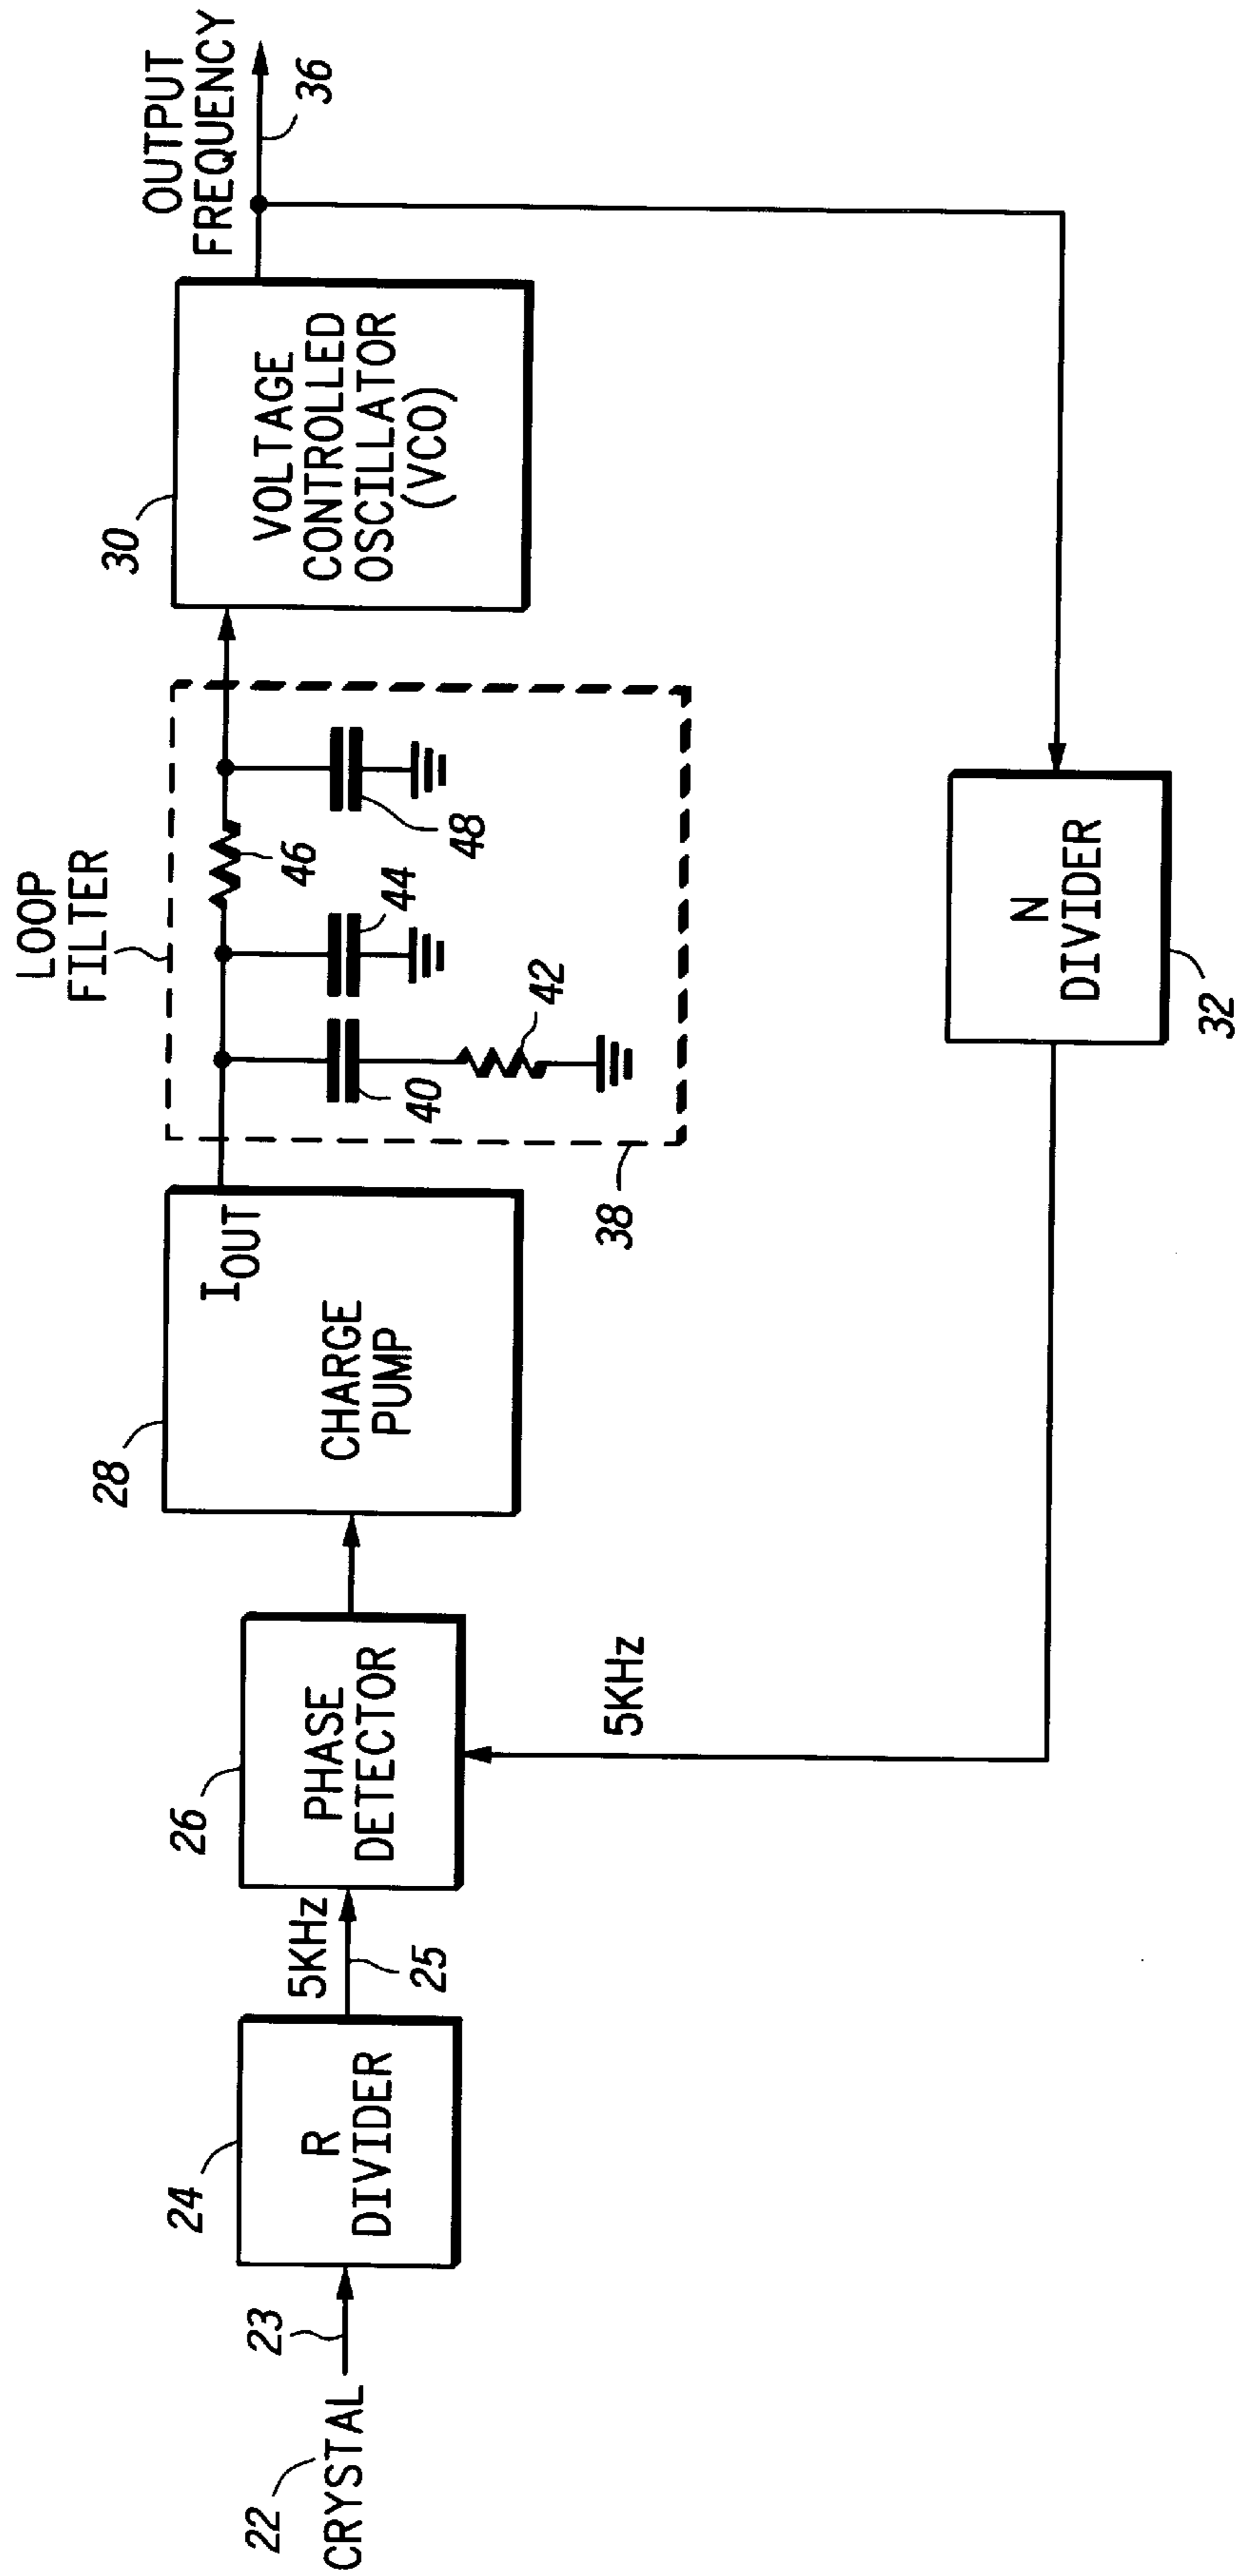 22
CRYSTAL
23
24
R
DIVIDER
5KHz
25
26
PHASE
DETECTOR
5KHz
28
CHARGE
PUMP
IOUT
LOOP
FILTER
38
40
42
44
46
48
30
VOLTAGE
CONTROLLED
OSCILLATOR
(VCO)
OUTPUT
FREQUENCY
36
N
DIVIDER
32